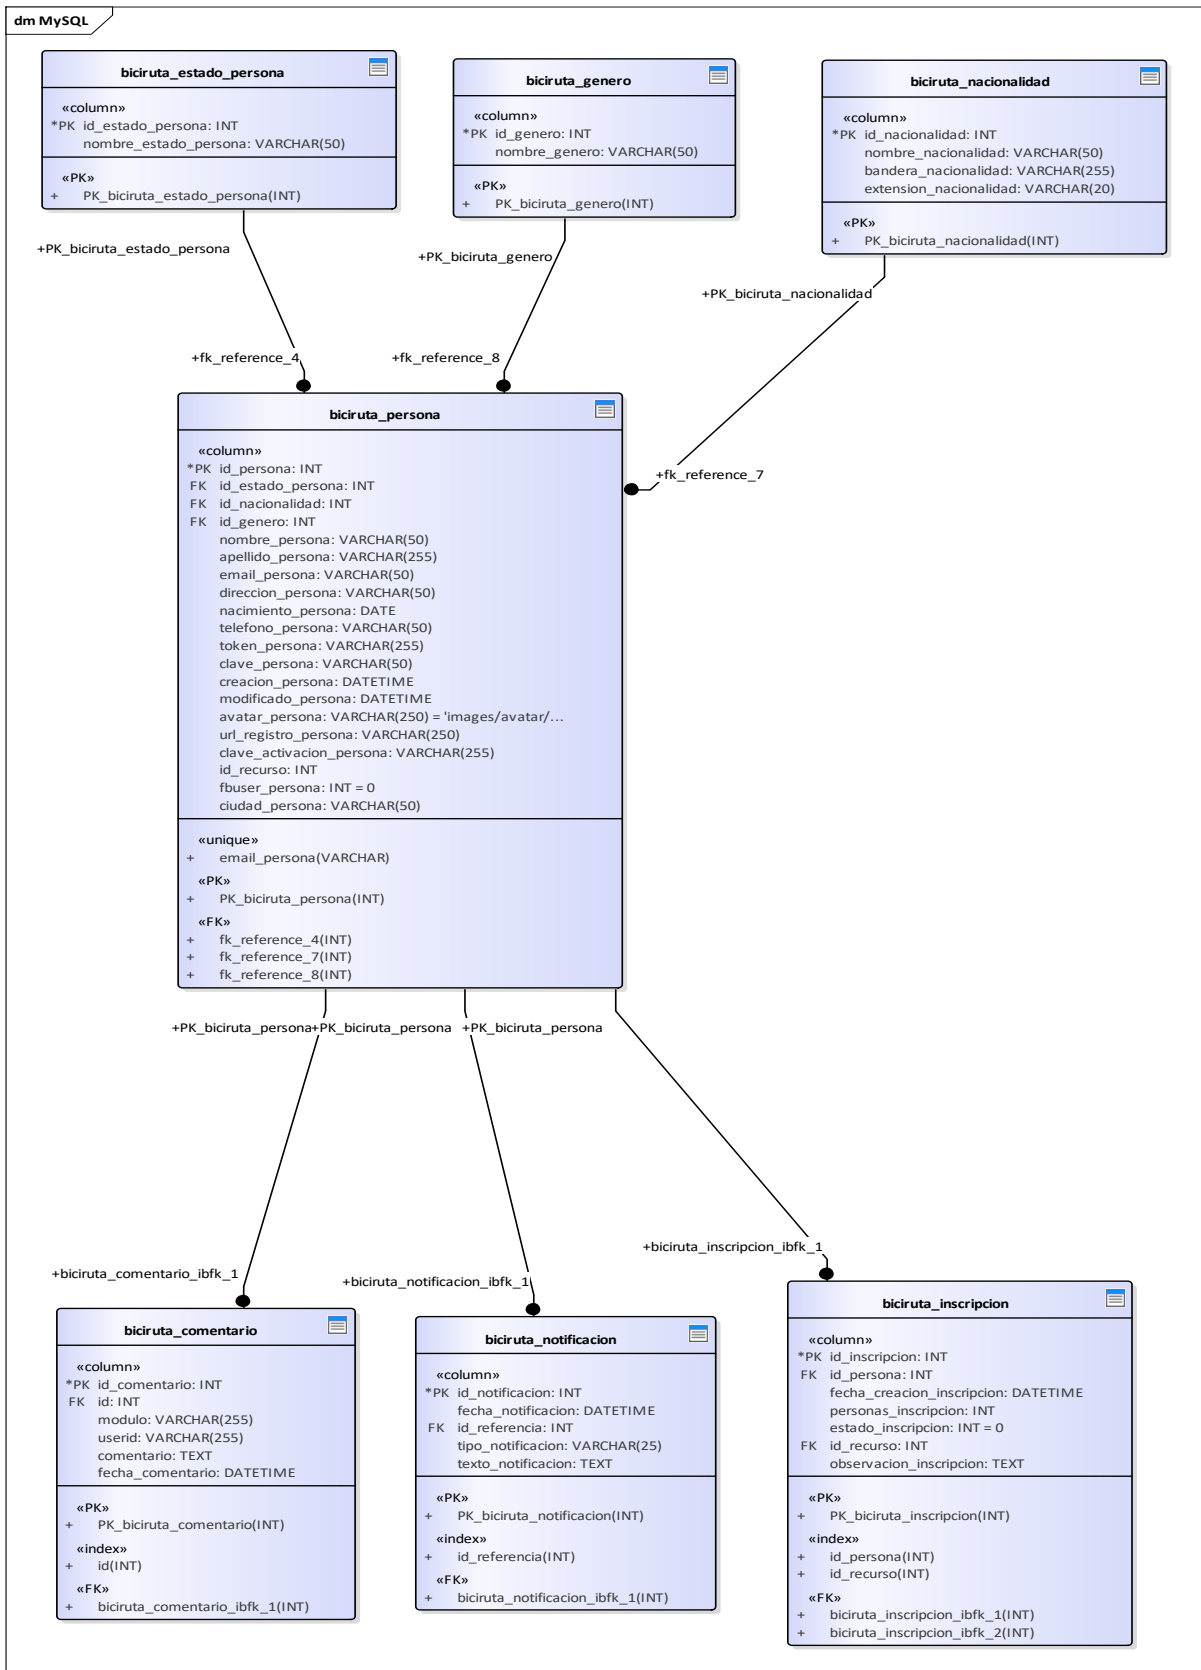 dm MySQL
biciruta_estado_persona
«column»
*PK id_estado_persona: INT
nombre_estado_persona: VARCHAR(50)
«PK»
+ PK_biciruta_estado_persona(INT)
biciruta_genero
«column»
*PK id_genero: INT
nombre_genero: VARCHAR(50)
«PK»
+ PK_biciruta_genero(INT)
biciruta_nacionalidad
«column»
*PK id_nacionalidad: INT
nombre_nacionalidad: VARCHAR(50)
bandera_nacionalidad: VARCHAR(255)
extension_nacionalidad: VARCHAR(20)
«PK»
+ PK_biciruta_nacionalidad(INT)
+PK_biciruta_estado_persona
+PK_biciruta_genero
+PK_biciruta_nacionalidad
+fk_reference_4
+fk_reference_8
+fk_reference_7
biciruta_persona
«column»
*PK id_persona: INT
FK id_estado_persona: INT
FK id_nacionalidad: INT
FK id_genero: INT
nombre_persona: VARCHAR(50)
apellido_persona: VARCHAR(255)
email_persona: VARCHAR(50)
direccion_persona: VARCHAR(50)
nacimiento_persona: DATE
telefono_persona: VARCHAR(50)
token_persona: VARCHAR(255)
clave_persona: VARCHAR(50)
creacion_persona: DATETIME
modificado_persona: DATETIME
avatar_persona: VARCHAR(250) = 'images/avatar/...
url_registro_persona: VARCHAR(250)
clave_activacion_persona: VARCHAR(255)
id_recurso: INT
fbuser_persona: INT = 0
ciudad_persona: VARCHAR(50)
«unique»
+ email_persona(VARCHAR)
«PK»
+ PK_biciruta_persona(INT)
«FK»
+ fk_reference_4(INT)
+ fk_reference_7(INT)
+ fk_reference_8(INT)
+PK_biciruta_persona
+PK_biciruta_persona
+PK_biciruta_persona
+biciruta_comentario_ibfk_1
+biciruta_notificacion_ibfk_1
+biciruta_inscripcion_ibfk_1
biciruta_comentario
«column»
*PK id_comentario: INT
FK id: INT
modulo: VARCHAR(255)
userid: VARCHAR(255)
comentario: TEXT
fecha_comentario: DATETIME
«PK»
+ PK_biciruta_comentario(INT)
«index»
+ id(INT)
«FK»
+ biciruta_comentario_ibfk_1(INT)
biciruta_notificacion
«column»
*PK id_notificacion: INT
fecha_notificacion: DATETIME
FK id_referencia: INT
tipo_notificacion: VARCHAR(25)
texto_notificacion: TEXT
«PK»
+ PK_biciruta_notificacion(INT)
«index»
+ id_referencia(INT)
«FK»
+ biciruta_notificacion_ibfk_1(INT)
biciruta_inscripcion
«column»
*PK id_inscripcion: INT
FK id_persona: INT
fecha_creacion_inscripcion: DATETIME
personas_inscripcion: INT
estado_inscripcion: INT = 0
FK id_recurso: INT
observacion_inscripcion: TEXT
«PK»
+ PK_biciruta_inscripcion(INT)
«index»
+ id_persona(INT)
+ id_recurso(INT)
«FK»
+ biciruta_inscripcion_ibfk_1(INT)
+ biciruta_inscripcion_ibfk_2(INT)